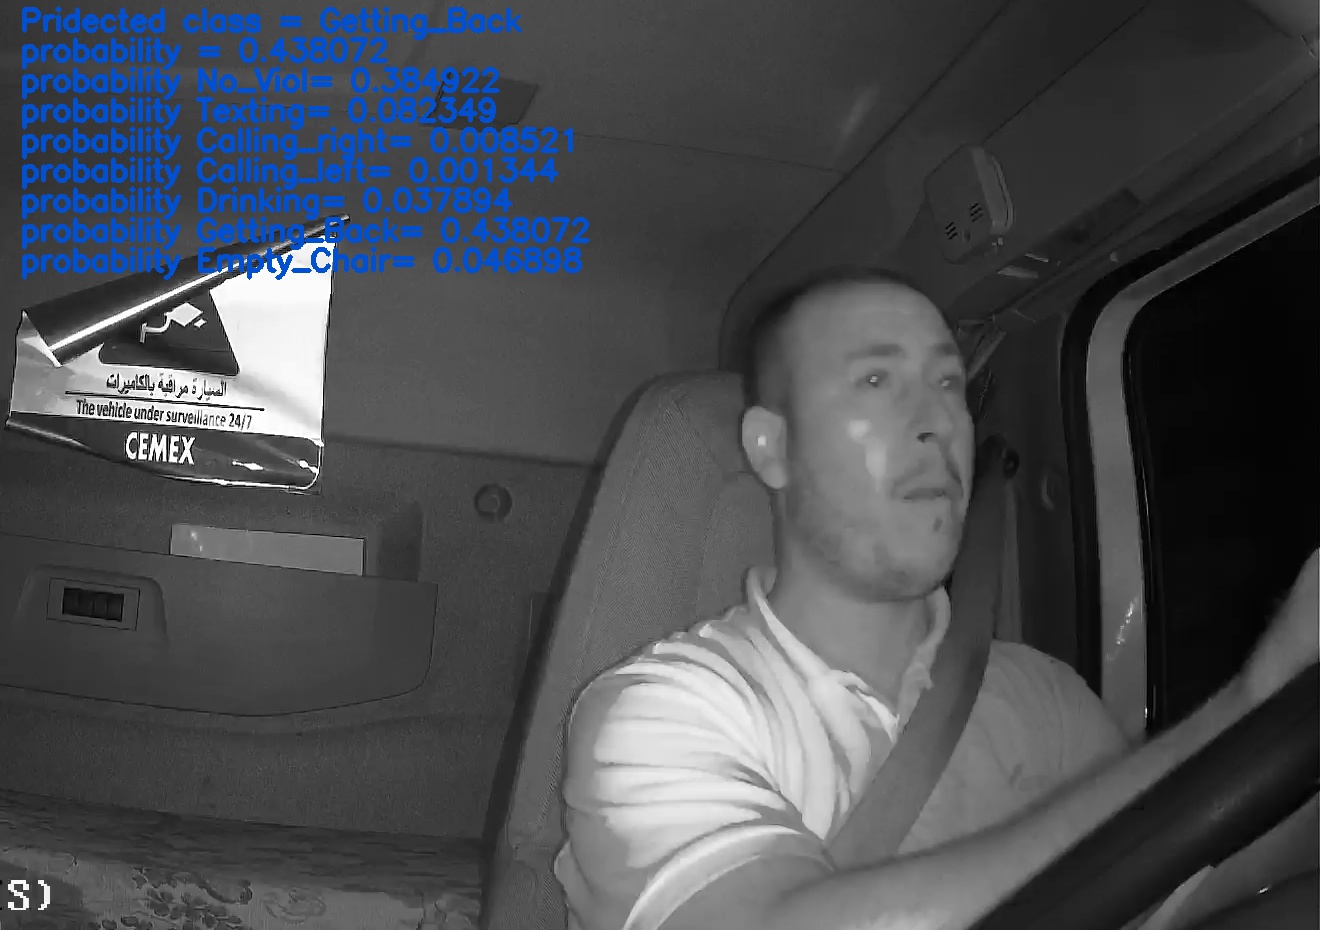 Pridected class = Getting_Back
probability = 0.438072
probability No_Viol= 0.384922
probability Texting= 0.082349
probability Calling_right= 0.008521
probability Calling_left= 0.001344
probability Drinking= 0.037894
probability Getting_Back= 0.438072
probability Empty_Chair= 0.046898
السيارة مراقبة بالكاميرات
The vehicle under surveillance 24/7
CEMEX
S)